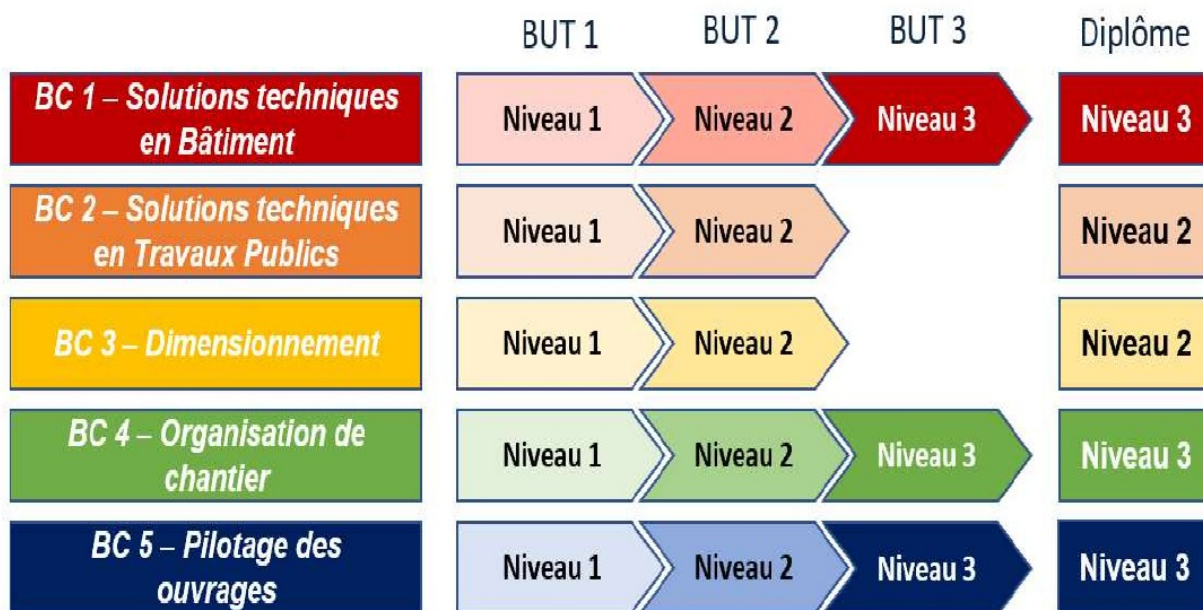 BUT 1 BUT 2 BUT 3 Diplôme
BC 1 – Solutions techniques
en Bâtiment
Niveau 1 Niveau 2 Niveau 3 Niveau 3
BC 2 – Solutions techniques
en Travaux Publics
Niveau 1 Niveau 2 Niveau 2
BC 3 – Dimensionnement
Niveau 1 Niveau 2 Niveau 2
BC 4 – Organisation de
chantier
Niveau 1 Niveau 2 Niveau 3 Niveau 3
BC 5 – Pilotage des
ouvrages
Niveau 1 Niveau 2 Niveau 3 Niveau 3